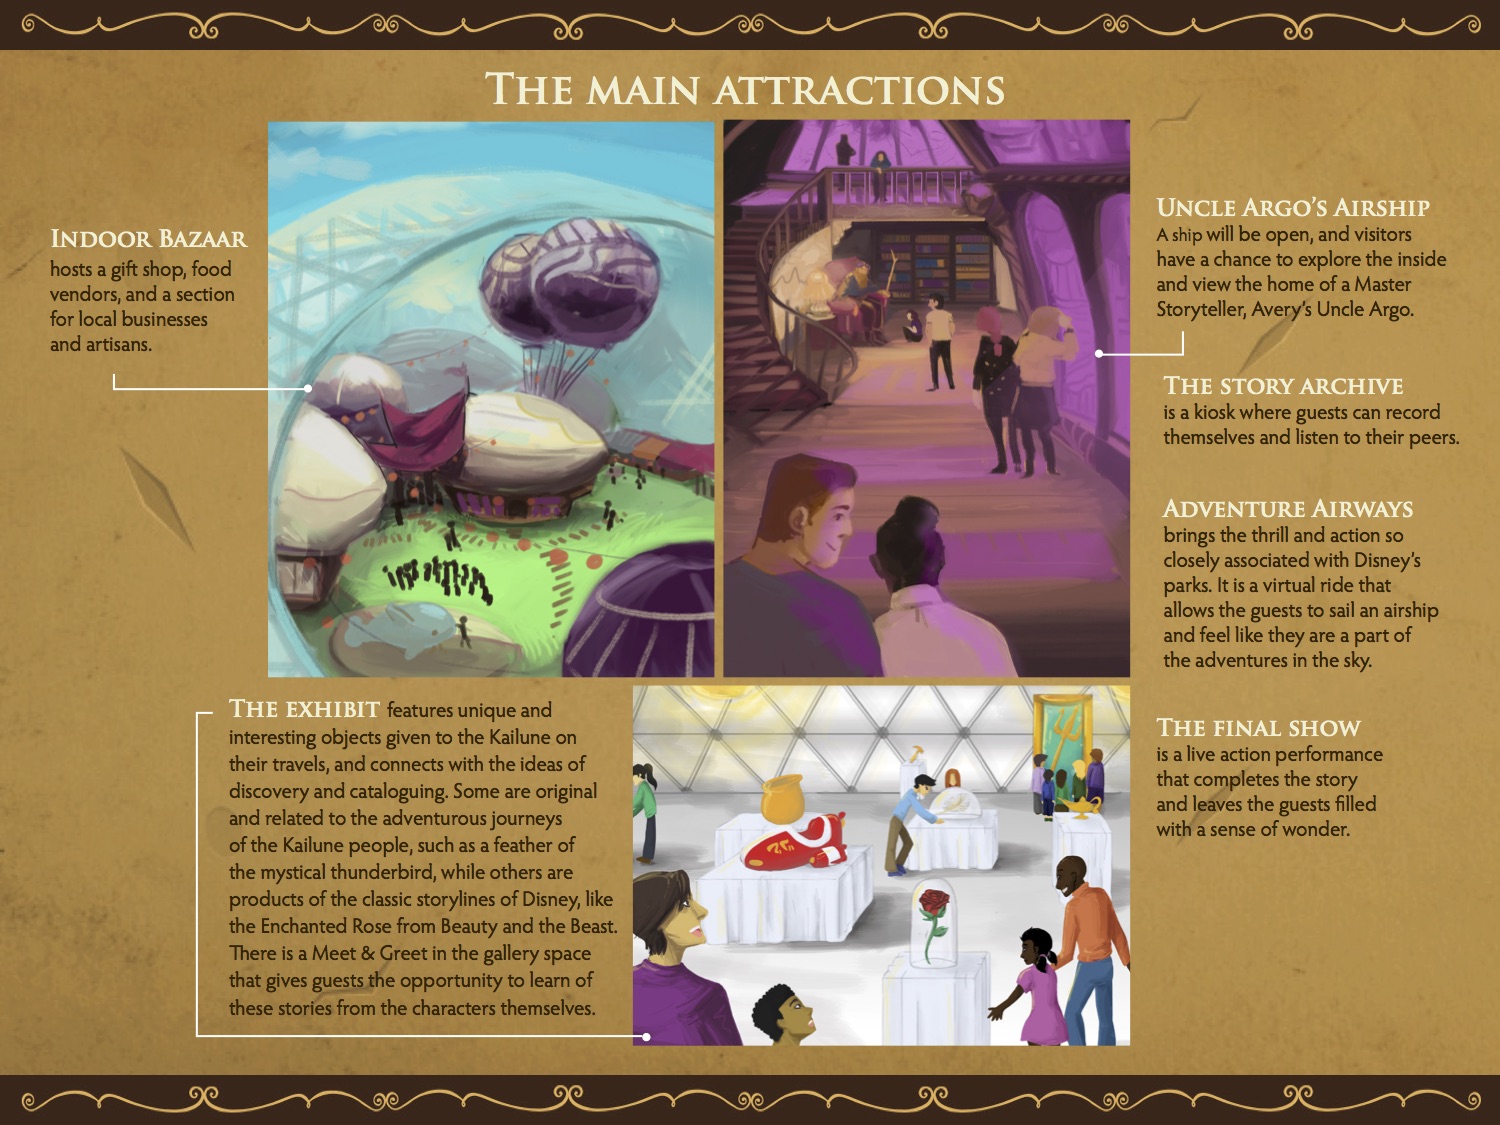 The main attractions
Indoor Bazaar
hosts a gift shop, food
vendors, and a section
for local businesses
and artisans.
Uncle Argo's Airship
A ship will be open, and visitors
have a chance to explore the inside
and view the home of a Master
Storyteller, Avery's Uncle Argo.
The story archive
is a kiosk where guests can record
themselves and listen to their peers.
Adventure Airways
brings the thrill and action so
closely associated with Disney's
parks. It is a virtual ride that
allows the guests to sail an airship
and feel like they are a part of
the adventures in the sky.
The exhibit features unique and
interesting objects given to the Kailune on
their travels, and connects with the ideas of
discovery and cataloguing. Some are original
and related to the adventurous journeys
of the Kailune people, such as a feather of
the mystical thunderbird, while others are
products of the classic storylines of Disney, like
the Enchanted Rose from Beauty and the Beast.
There is a Meet & Greet in the gallery space
that gives guests the opportunity to learn of
these stories from the characters themselves.
The final show
is a live action performance
that completes the story
and leaves the guests filled
with a sense of wonder.